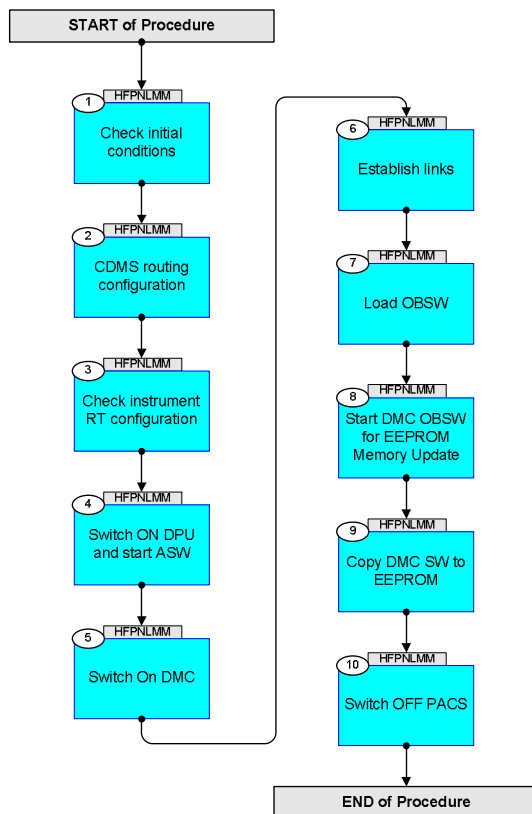 START of Procedure
HFPNLMM
1
Check initial
conditions
HFPNLMM
2
CDMS routing
configuration
HFPNLMM
3
Check instrument
RT configuration
HFPNLMM
4
Switch ON DPU
and start ASW
HFPNLMM
5
Switch On DMC
HFPNLMM
6
Establish links
HFPNLMM
7
Load OBSW
HFPNLMM
8
Start DMC OBSW
for EEPROM
Memory Update
HFPNLMM
9
Copy DMC SW to
EEPROM
HFPNLMM
10
Switch OFF PACS
END of Procedure